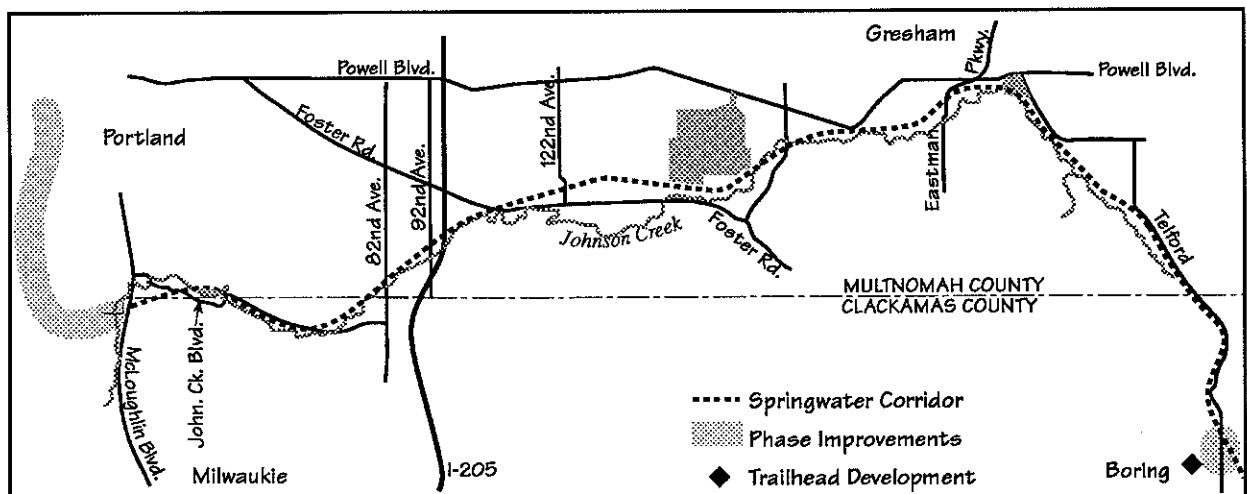 Gresham
Pkwy.
Powell Blvd.
Powell Blvd.
Portland
Foster Rd.
82nd Ave.
92nd Ave.
122nd Ave.
Eastman
Johnson Creek
Foster Rd.
Telford
MULTNOMAH COUNTY
CLACKAMAS COUNTY
McLoughlin Blvd.
John. Ck. Blvd.
Springwater Corridor
Phase Improvements
Trailhead Development
Milwaukie
I-205
Boring